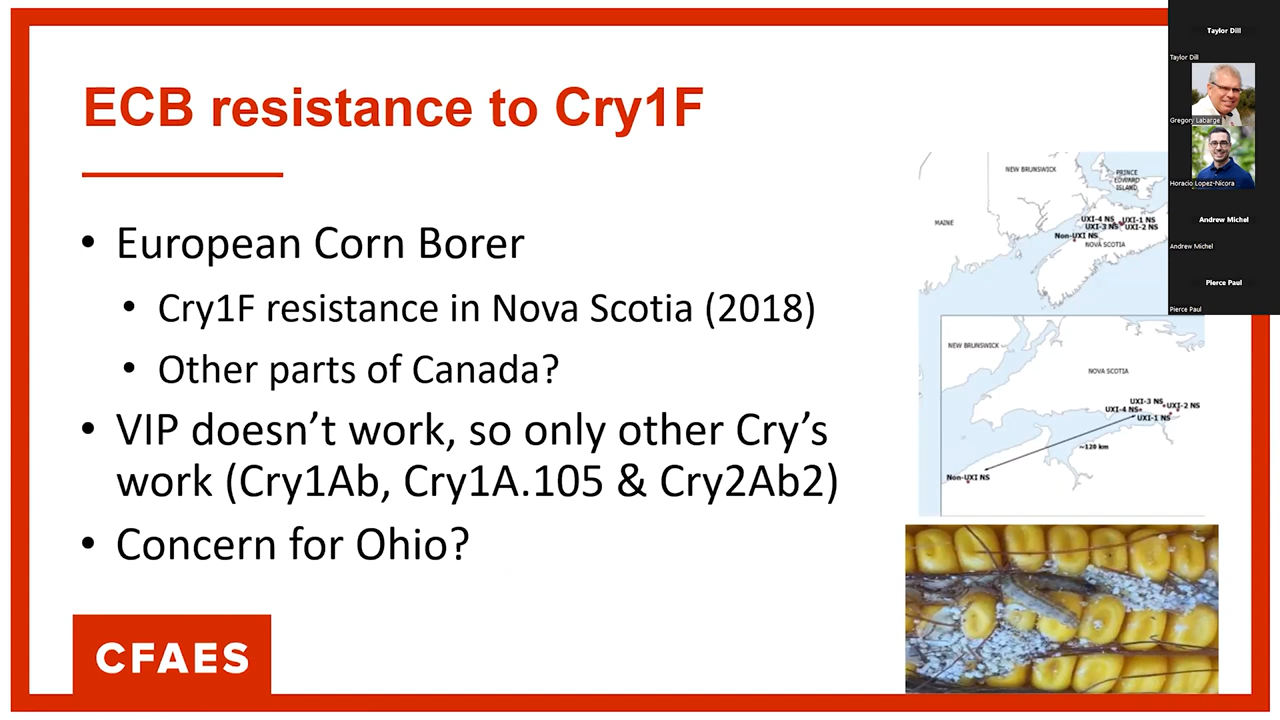 ECB resistance to Cry1F
• European Corn Borer
• Cry1F resistance in Nova Scotia (2018)
• Other parts of Canada?
• VIP doesn’t work, so only other Cry’s
work (Cry1Ab, Cry1A.105 & Cry2Ab2)
• Concern for Ohio?
CFAES
NEW BRUNSWICK
PRINCE
EDWARD
ISLAND
MAINE
UXI-4 NS
UXI-1 NS
UXI-3 NS
UXI-2 NS
Non-UXI NS
NOVA SCOTIA
NEW BRUNSWICK
NOVA SCOTIA
UXI-3 NS
UXI-2 NS
UXI-4 NS
UXI-1 NS
~120 km
Non-UXI NS
Taylor Dill
Taylor Dill
Gregory Labarge
Horacio Lopez-Nicora
Andrew Michel
Andrew Michel
Pierce Paul
Pierce Paul